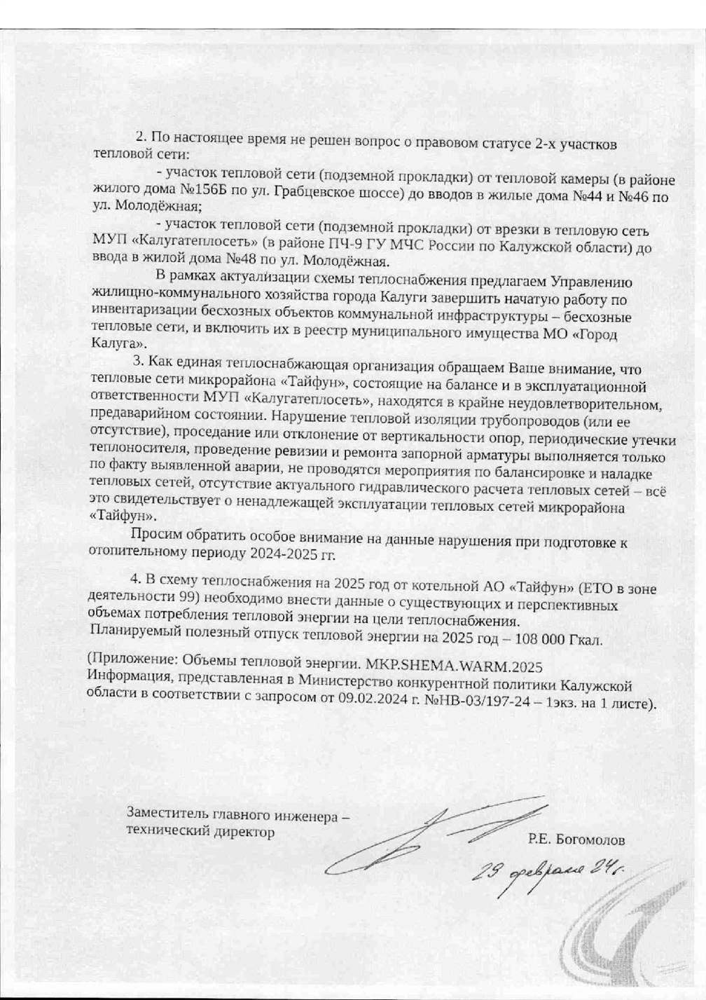 2. По настоящее время не решен вопрос о правовом статусе 2-х участков
тепловой сети:
- участок тепловой сети (подземной прокладки) от тепловой камеры (в районе
жилого дома №156Б по ул. Грабцевское шоссе) до вводов в жилые дома №44 и №46 по
ул. Молодёжная;
- участок тепловой сети (подземной прокладки) от врезки в тепловую сеть
МУП «Калугатеплосеть» (в районе ПЧ-9 ГУ МЧС России по Калужской области) до
ввода в жилой дома №48 по ул. Молодёжная.
В рамках актуализации схемы теплоснабжения предлагаем Управлению
жилищно-коммунального хозяйства города Калуги завершить начатую работу по
инвентаризации бесхозных объектов коммунальной инфраструктуры – бесхозные
тепловые сети, и включить их в реестр муниципального имущества МО «Город
Калуга».
3. Как единая теплоснабжающая организация обращаем Ваше внимание, что
тепловые сети микрорайона «Тайфун», состоящие на балансе и в эксплуатационной
ответственности МУП «Калугатеплосеть», находятся в крайне неудовлетворительном,
предаварийном состоянии. Нарушение тепловой изоляции трубопроводов (или ее
отсутствие), проседание или отклонение от вертикальности опор, периодические утечки
теплоносителя, проведение ревизии и ремонта запорной арматуры выполняется только
по факту выявленной аварии, не проводятся мероприятия по балансировке и наладке
тепловых сетей, отсутствие актуального гидравлического расчета тепловых сетей – всё
это свидетельствует о ненадлежащей эксплуатации тепловых сетей микрорайона
«Тайфун».
Просим обратить особое внимание на данные нарушения при подготовке к
отопительному периоду 2024-2025 гг.
4. В схему теплоснабжения на 2025 год от котельной АО «Тайфун» (ЕТО в зоне
деятельности 99) необходимо внести данные о существующих и перспективных
объемах потребления тепловой энергии на цели теплоснабжения.
Планируемый полезный отпуск тепловой энергии на 2025 год – 108 000 Гкал.
(Приложение: Объемы тепловой энергии. MKP.SHEMA.WARM.2025
Информация, представленная в Министерство конкурентной политики Калужской
области в соответствии с запросом от 09.02.2024 г. №НВ-03/197-24 – 1экз. на 1 листе).
Заместитель главного инженера –
технический директор
Р.Е. Богомолов
29 февраля 24г.